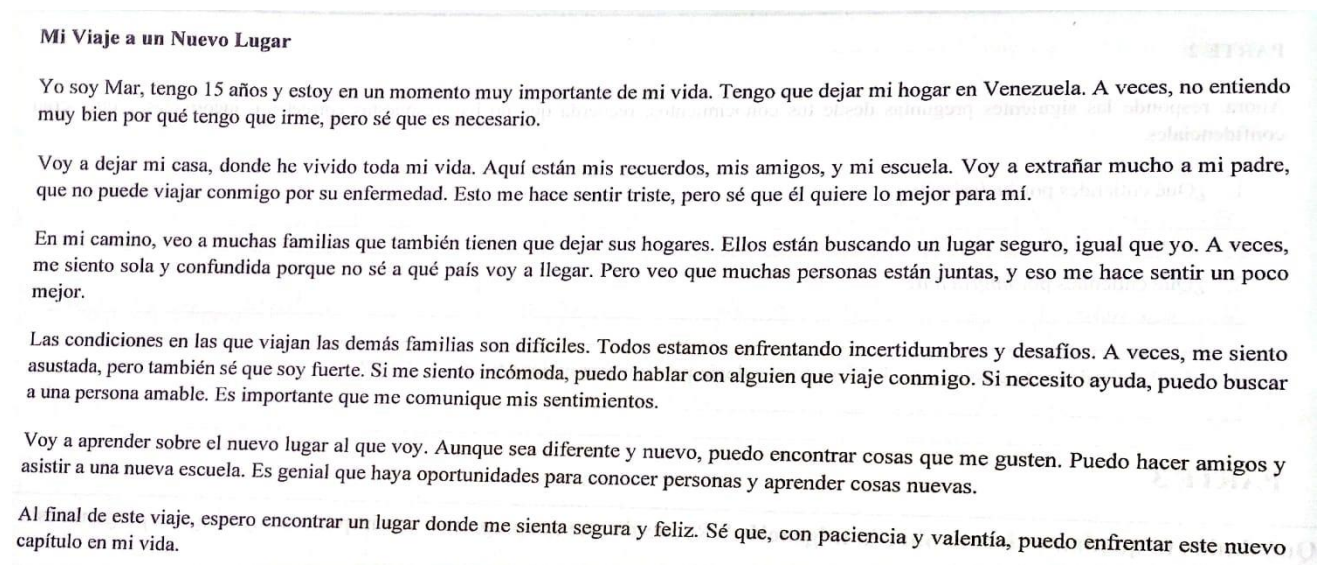 Mi Viaje a un Nuevo Lugar
Yo soy Mar, tengo 15 años y estoy en un momento muy importante de mi vida. Tengo que dejar mi hogar en Venezuela. A veces, no entiendo
muy bien por qué tengo que irme, pero sé que es necesario.
Voy a dejar mi casa, donde he vivido toda mi vida. Aquí están mis recuerdos, mis amigos, y mi escuela. Voy a extrañar mucho a mi padre,
que no puede viajar conmigo por su enfermedad. Esto me hace sentir triste, pero sé que él quiere lo mejor para mí.
En mi camino, veo a muchas familias que también tienen que dejar sus hogares. Ellos están buscando un lugar seguro, igual que yo. A veces,
me siento sola y confundida porque no sé a qué país voy a llegar. Pero veo que muchas personas están juntas, y eso me hace sentir un poco
mejor.
Las condiciones en las que viajan las demás familias son difíciles. Todos estamos enfrentando incertidumbres y desafíos. A veces, me siento
asustada, pero también sé que soy fuerte. Si me siento incómoda, puedo hablar con alguien que viaje conmigo. Si necesito ayuda, puedo buscar
a una persona amable. Es importante que me comunique mis sentimientos.
Voy a aprender sobre el nuevo lugar al que voy. Aunque sea diferente y nuevo, puedo encontrar cosas que me gusten. Puedo hacer amigos y
asistir a una nueva escuela. Es genial que haya oportunidades para conocer personas y aprender cosas nuevas.
Al final de este viaje, espero encontrar un lugar donde me sienta segura y feliz. Sé que, con paciencia y valentía, puedo enfrentar este nuevo
capítulo en mi vida.